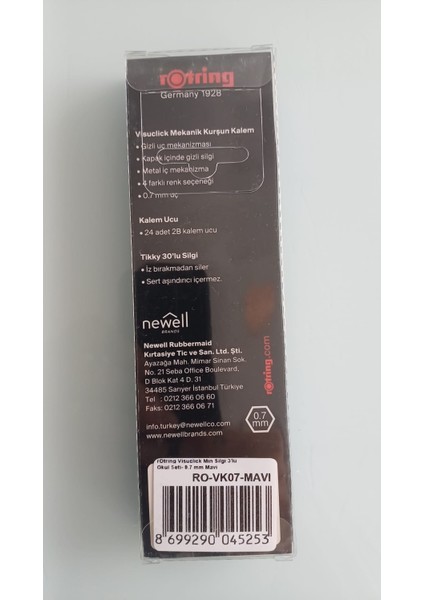 rotring
Germany 1928
Visuclick Mekanik Kurşun Kalem
• Gizli uç mekanizması
• Kapak içinde gizli silgi
• Metal iç mekanizma
• 4 farklı renk seçeneği
• 0.7 mm uç
Kalem Ucu
• 24 adet 2B kalem ucu
Tikky 30'lu Silgi
• İz bırakmadan siler
• Sert aşındırıcı içermez.
newell
BRANDS
Newell Rubbermaid
Kırtasiye Tic ve San. Ltd. Şti.
Ayazağa Mah. Mimar Sinan Sok.
No. 21 Seba Office Boulevard,
D Blok Kat 4 D. 31
34485 Sarıyer İstanbul Türkiye
Tel : 0212 366 06 60
Faks: 0212 366 06 71
info.turkey@newellco.com
www.newellbrands.com
rotring.com
0.7
mm
rOtring Visuclick Min Silgi 3'lü
Okul Seti- 0.7 mm Mavi
RO-VK07-MAVI
8 699290 045253